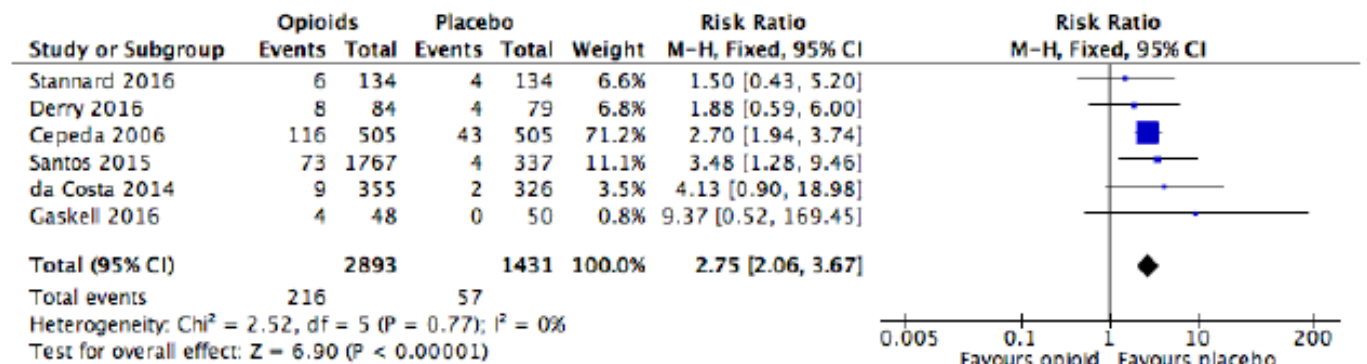 Opioids Placebo Risk Ratio Risk Ratio
Study or Subgroup Events Total Events Total Weight M-H, Fixed, 95% CI M-H, Fixed, 95% CI
Stannard 2016 6 134 4 134 6.6% 1.50 [0.43, 5.20]
Derry 2016 8 84 4 79 6.8% 1.88 [0.59, 6.00]
Cepeda 2006 116 505 43 505 71.2% 2.70 [1.94, 3.74]
Santos 2015 73 1767 4 337 11.1% 3.48 [1.28, 9.46]
da Costa 2014 9 355 2 326 3.5% 4.13 [0.90, 18.98]
Gaskell 2016 4 48 0 50 0.8% 9.37 [0.52, 169.45]
Total (95% CI) 2893 1431 100.0% 2.75 [2.06, 3.67]
Total events 216 57
Heterogeneity: Chi² = 2.52, df = 5 (P = 0.77); I² = 0%
Test for overall effect: Z = 6.90 (P < 0.00001)
0.005 0.1 1 10 200
Favours opioid Favours placebo